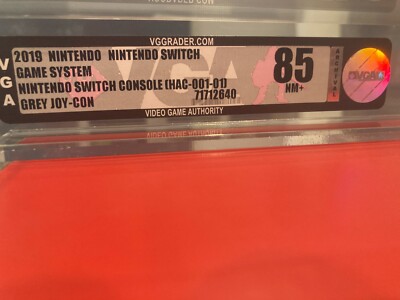 VGGRADER.COM
VGA
2019 NINTENDO NINTENDO SWITCH
GAME SYSTEM
NINTENDO SWITCH CONSOLE (HAC-001-01)
71712640
GREY JOY-CON
85
NM+
ARCHIVAL
VGA
VIDEO GAME AUTHORITY